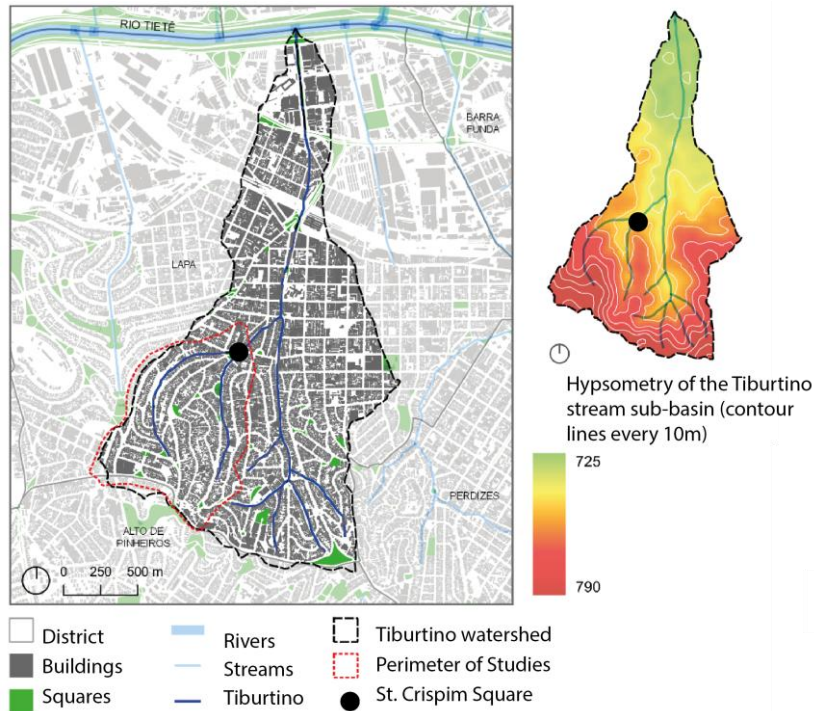 RIO TIETÊ
BARRA
FUNDA
LAPA
PERDIZES
ALTO DE
PINHEIROS
0 250 500 m
Hypsometry of the Tiburtino
stream sub-basin (contour
lines every 10m)
725
790
District
Buildings
Squares
Rivers
Streams
Tiburtino
Tiburtino watershed
Perimeter of Studies
St. Crispim Square